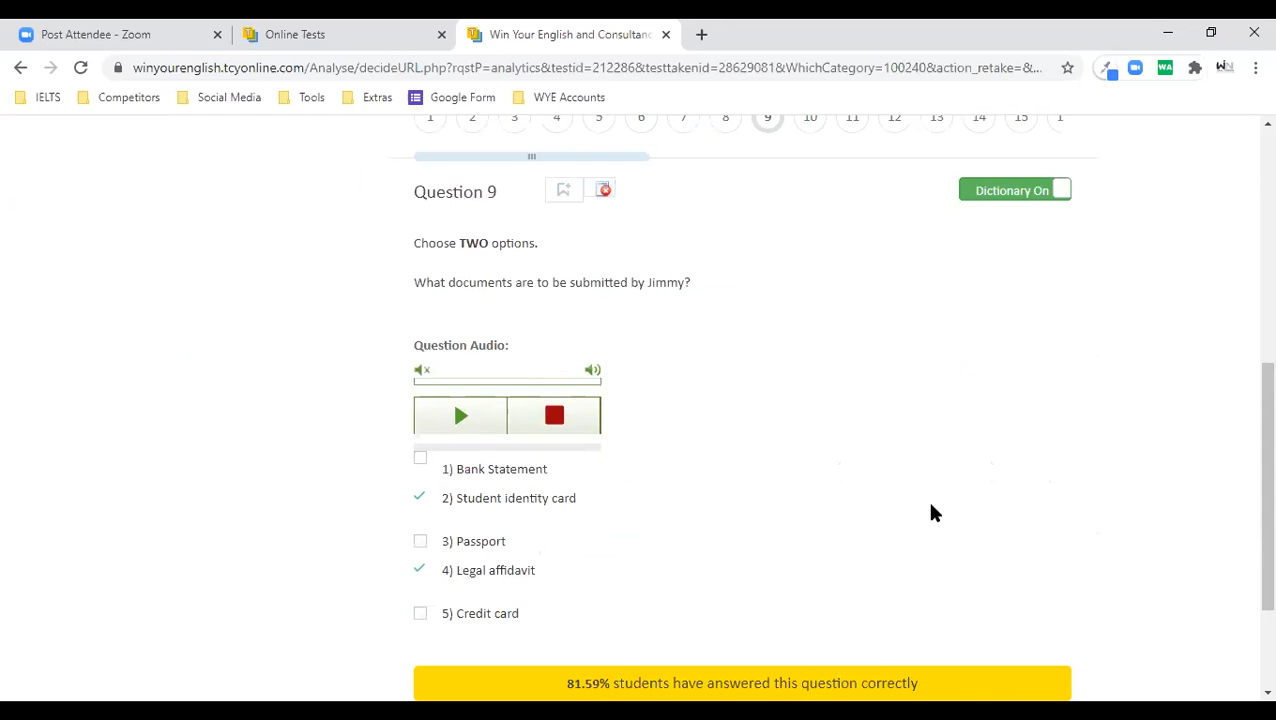 Post Attendee - Zoom
Online Tests
Win Your English and Consultanc
winyourenglish.tcyonline.com/Analyse/decideURL.php?rqstP=analytics&testid=212286&testtakenid=28629081&WhichCategory=100240&action_retake=&...
IELTS Competitors Social Media Tools Extras Google Form WYE Accounts
1 2 3 4 5 6 7 8 9 10 11 12 13 14 15 1
Question 9
Dictionary On
Choose TWO options.
What documents are to be submitted by Jimmy?
Question Audio:
1) Bank Statement
2) Student identity card
3) Passport
4) Legal affidavit
5) Credit card
81.59% students have answered this question correctly